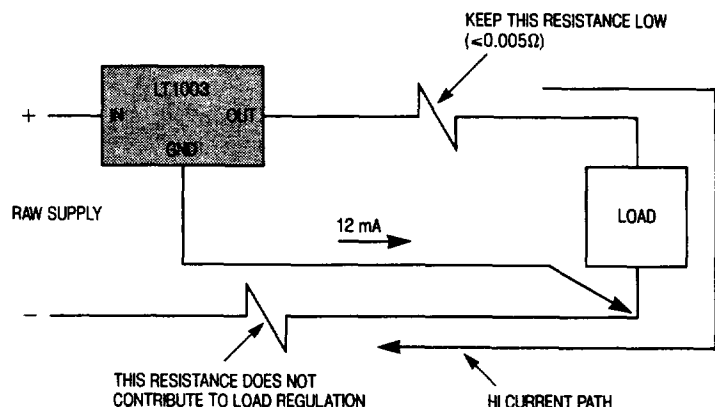 KEEP THIS RESISTANCE LOW
(≤0.005Ω)
LT1003
+
IN
OUT
GND
RAW SUPPLY
12 mA
LOAD
−
THIS RESISTANCE DOES NOT
CONTRIBUTE TO LOAD REGULATION
HI CURRENT PATH